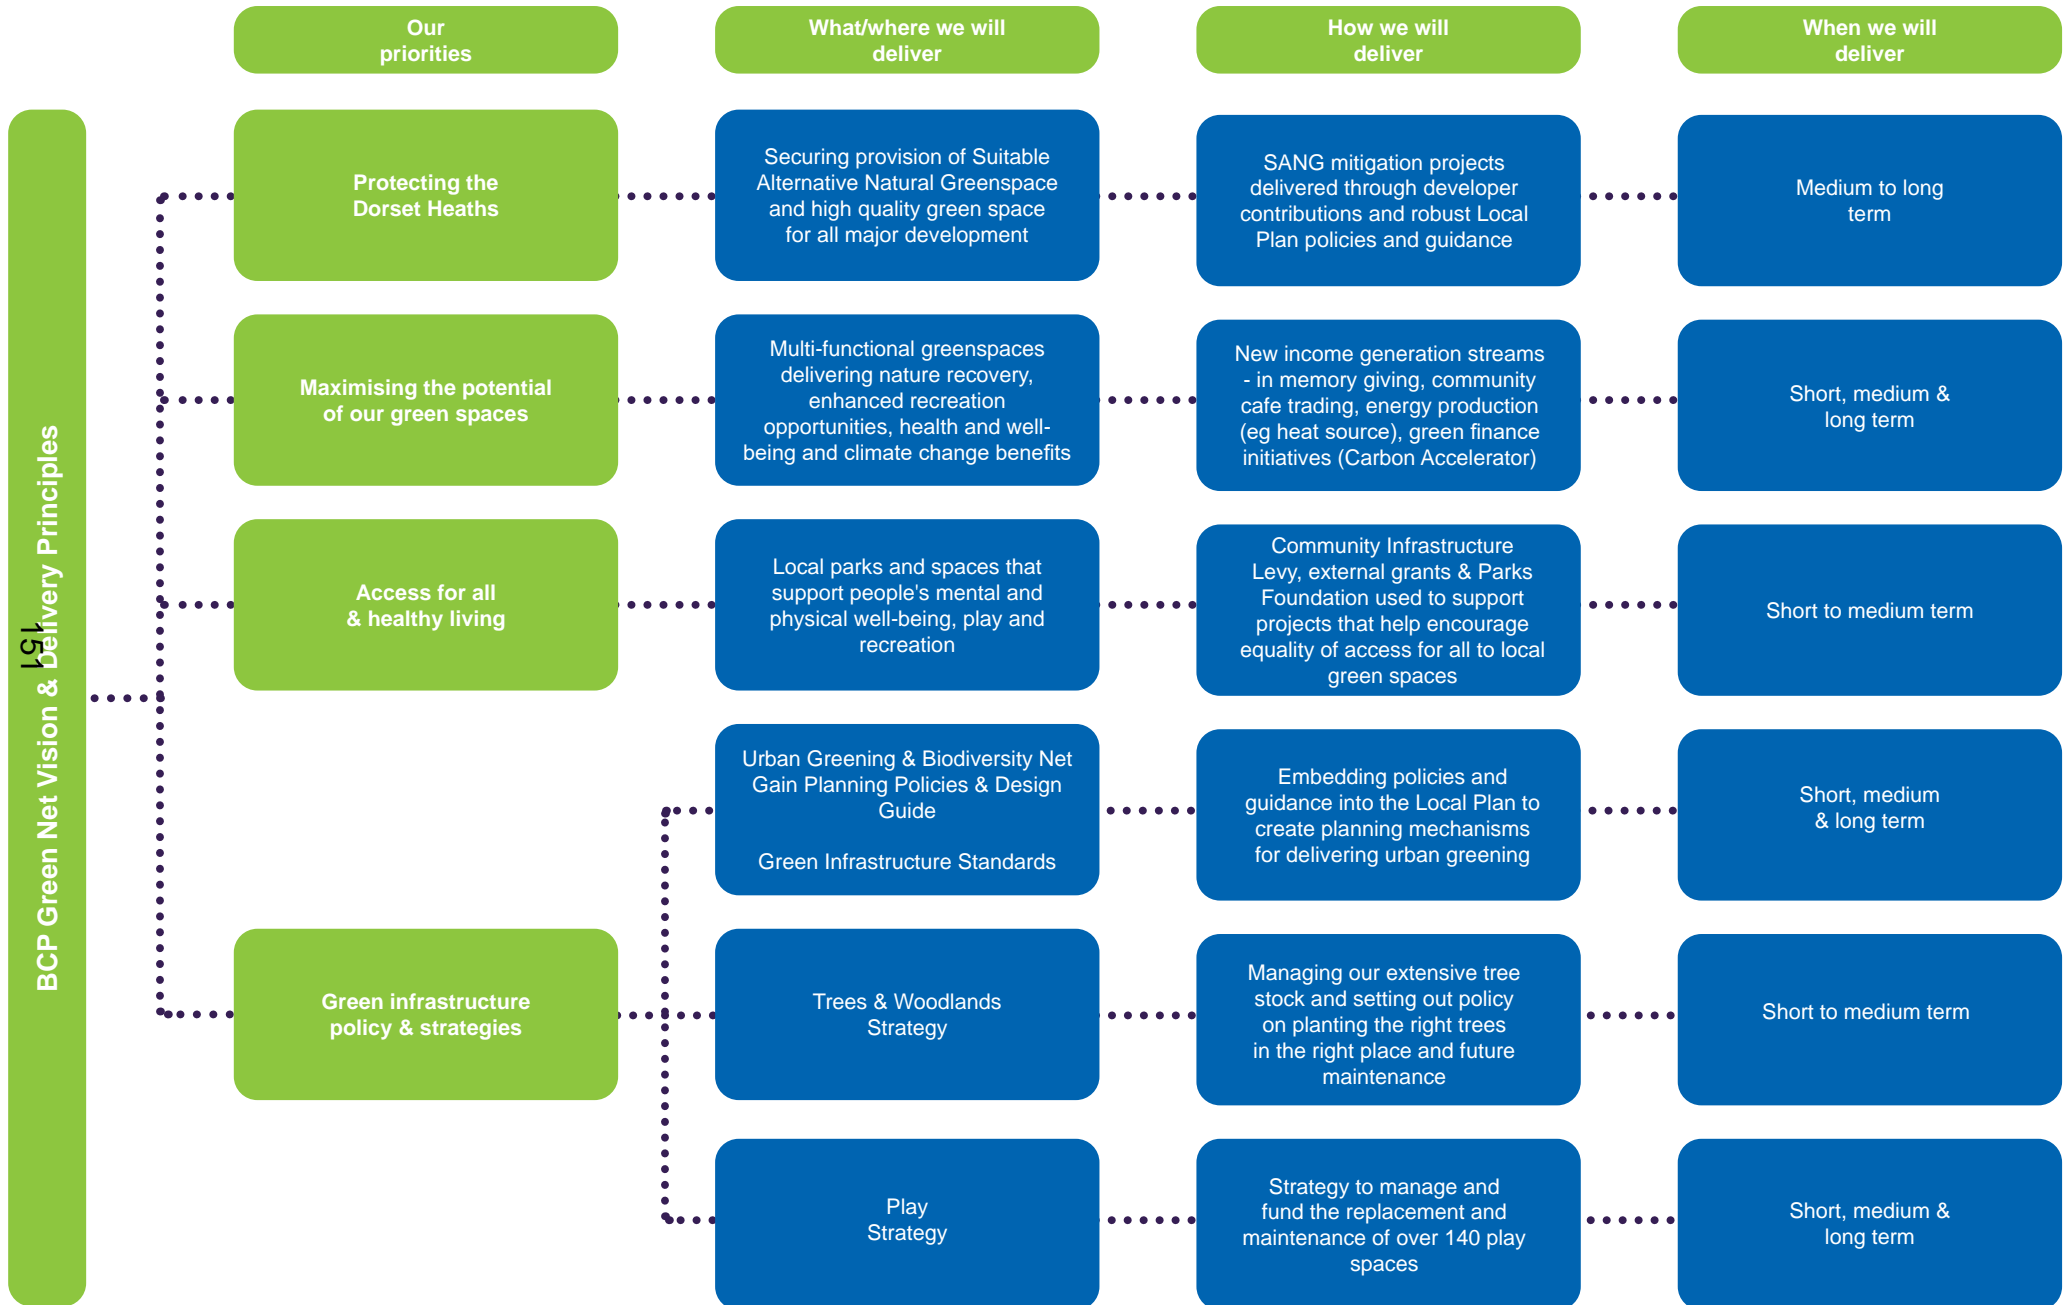 Our
priorities
What/where we will
deliver
How we will
deliver
When we will
deliver
BCP Green Net Vision & Delivery Principles
151
Protecting the
Dorset Heaths
Securing provision of Suitable
Alternative Natural Greenspace
and high quality green space
for all major development
SANG mitigation projects
delivered through developer
contributions and robust Local
Plan policies and guidance
Medium to long
term
Maximising the potential
of our green spaces
Multi-functional greenspaces
delivering nature recovery,
enhanced recreation
opportunities, health and well-
being and climate change benefits
New income generation streams
- in memory giving, community
cafe trading, energy production
(eg heat source), green finance
initiatives (Carbon Accelerator)
Short, medium &
long term
Access for all
& healthy living
Local parks and spaces that
support people's mental and
physical well-being, play and
recreation
Community Infrastructure
Levy, external grants & Parks
Foundation used to support
projects that help encourage
equality of access for all to local
green spaces
Short to medium term
Green infrastructure
policy & strategies
Urban Greening & Biodiversity Net
Gain Planning Policies & Design
Guide
Green Infrastructure Standards
Embedding policies and
guidance into the Local Plan to
create planning mechanisms
for delivering urban greening
Short, medium
& long term
Trees & Woodlands
Strategy
Managing our extensive tree
stock and setting out policy
on planting the right trees
in the right place and future
maintenance
Short to medium term
Play
Strategy
Strategy to manage and
fund the replacement and
maintenance of over 140 play
spaces
Short, medium &
long term